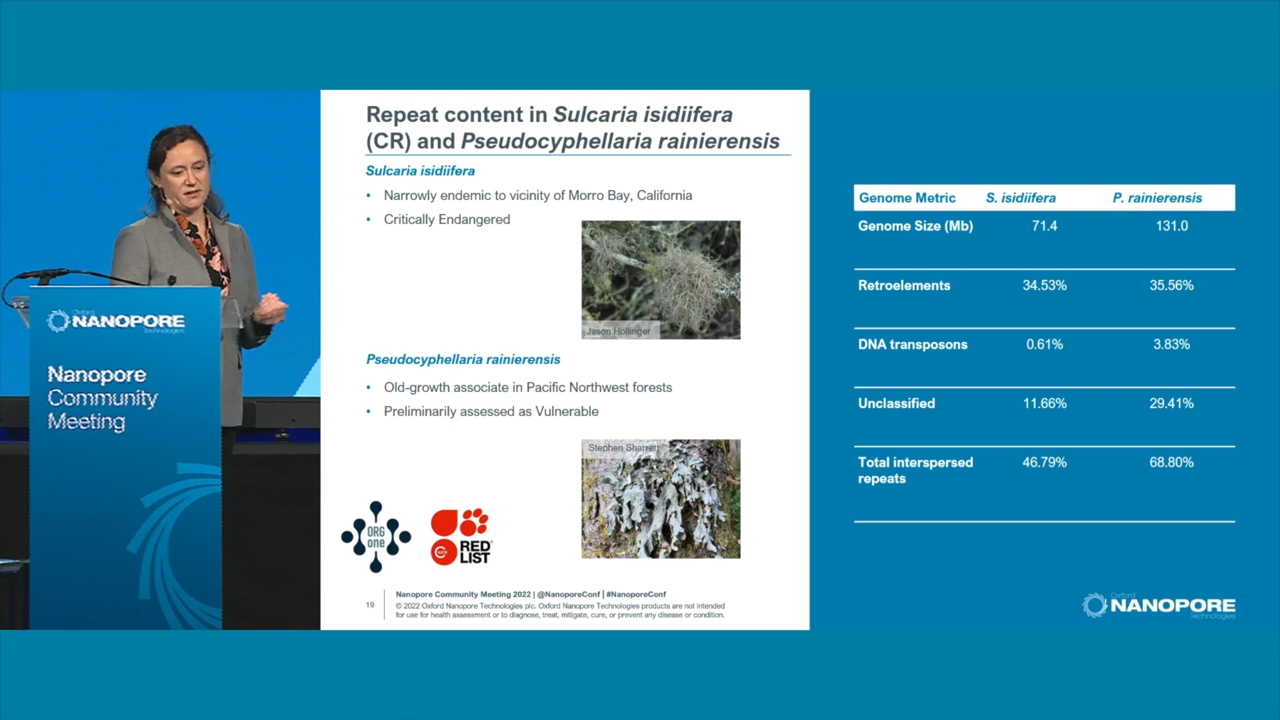 Oxford
NANOPORE
Technologies
Nanopore
Community
Meeting
Repeat content in Sulcaria isidiifera
(CR) and Pseudocyphellaria rainierensis
Sulcaria isidiifera
• Narrowly endemic to vicinity of Morro Bay, California
• Critically Endangered
Jason Hollinger
Pseudocyphellaria rainierensis
• Old-growth associate in Pacific Northwest forests
• Preliminarily assessed as Vulnerable
Stephen Sharrett
ORG
one
RED
LIST
19
Nanopore Community Meeting 2022 | @NanoporeConf | #NanoporeConf
© 2022 Oxford Nanopore Technologies plc. Oxford Nanopore Technologies products are not intended
for use for health assessment or to diagnose, treat, mitigate, cure, or prevent any disease or condition.
Genome Metric S. isidiifera P. rainierensis
Genome Size (Mb) 71.4 131.0
Retroelements 34.53% 35.56%
DNA transposons 0.61% 3.83%
Unclassified 11.66% 29.41%
Total interspersed 46.79% 68.80%
repeats
Oxford
NANOPORE
Technologies